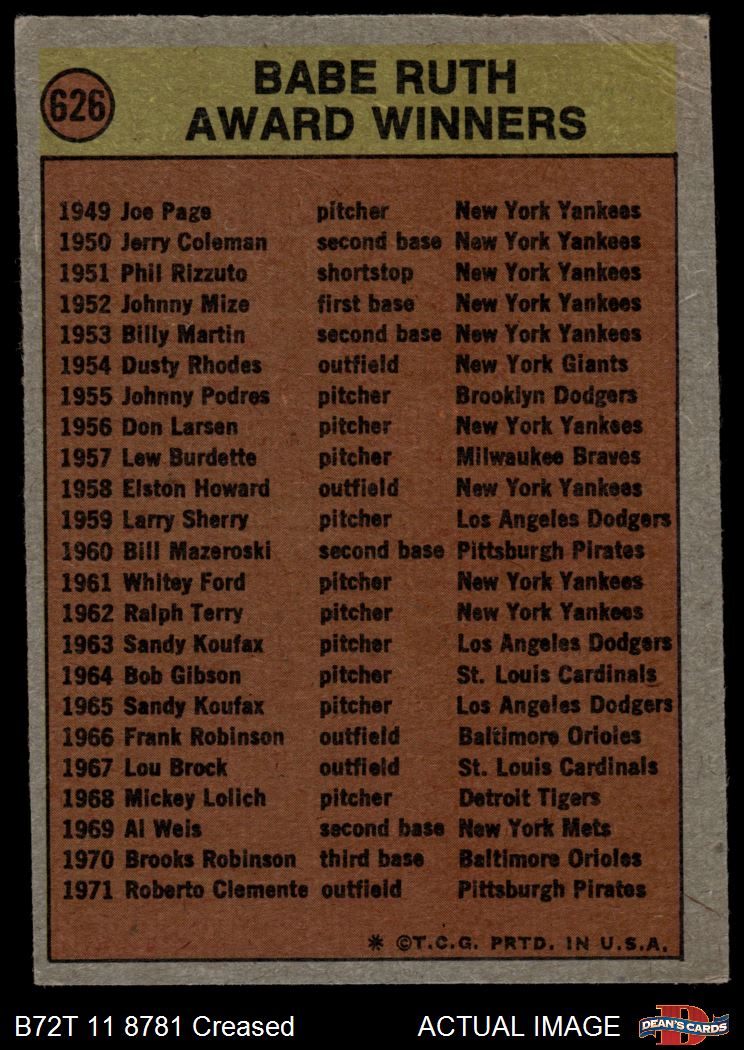 626
BABE RUTH
AWARD WINNERS
1949 Joe Page pitcher New York Yankees
1950 Jerry Coleman second base New York Yankees
1951 Phil Rizzuto shortstop New York Yankees
1952 Johnny Mize first base New York Yankees
1953 Billy Martin second base New York Yankees
1954 Dusty Rhodes outfield New York Giants
1955 Johnny Podres pitcher Brooklyn Dodgers
1956 Don Larsen pitcher New York Yankees
1957 Lew Burdette pitcher Milwaukee Braves
1958 Elston Howard outfield New York Yankees
1959 Larry Sherry pitcher Los Angeles Dodgers
1960 Bill Mazeroski second base Pittsburgh Pirates
1961 Whitey Ford pitcher New York Yankees
1962 Ralph Terry pitcher New York Yankees
1963 Sandy Koufax pitcher Los Angeles Dodgers
1964 Bob Gibson pitcher St. Louis Cardinals
1965 Sandy Koufax pitcher Los Angeles Dodgers
1966 Frank Robinson outfield Baltimore Orioles
1967 Lou Brock outfield St. Louis Cardinals
1968 Mickey Lolich pitcher Detroit Tigers
1969 Al Weis second base New York Mets
1970 Brooks Robinson third base Baltimore Orioles
1971 Roberto Clemente outfield Pittsburgh Pirates
* ©T.C.G. PRTD. IN U.S.A.
B72T 11 8781 Creased ACTUAL IMAGE DEAN'S CARDS